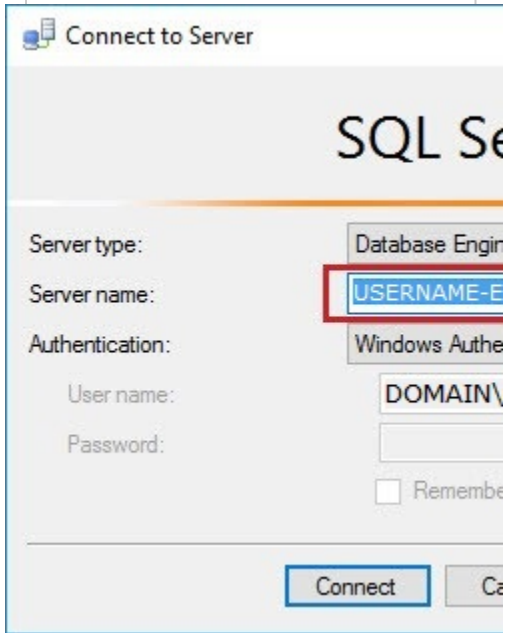 Connect to Server
SQL Se
Server type:
Database Engin
Server name:
USERNAME-E
Authentication:
Windows Authe
User name:
DOMAIN\
Password:
Remembe
Connect
Ca